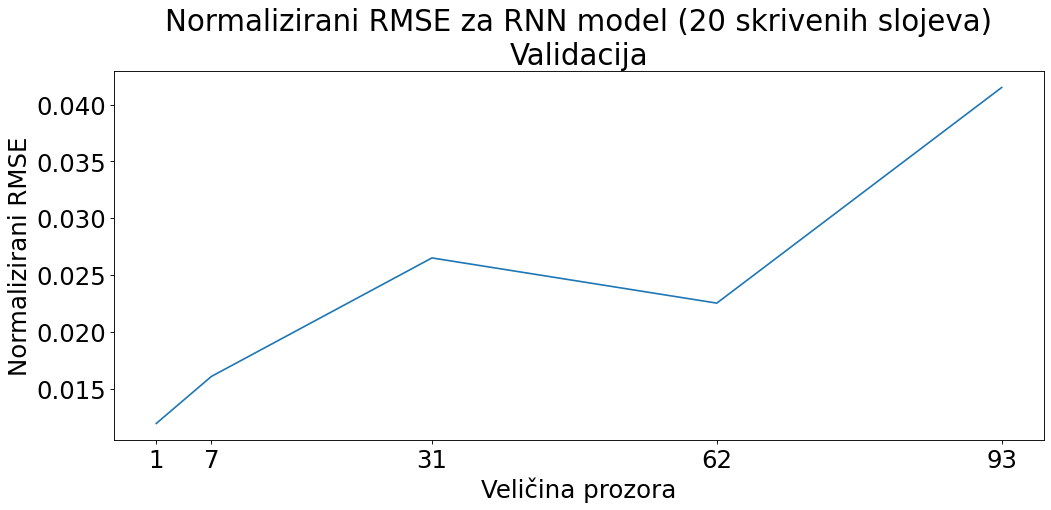 Normalizirani RMSE za RNN model (20 skrivenih slojeva)
Validacija
Normalizirani RMSE
0.040
0.035
0.030
0.025
0.020
0.015
1 7 31 62 93
Veličina prozora